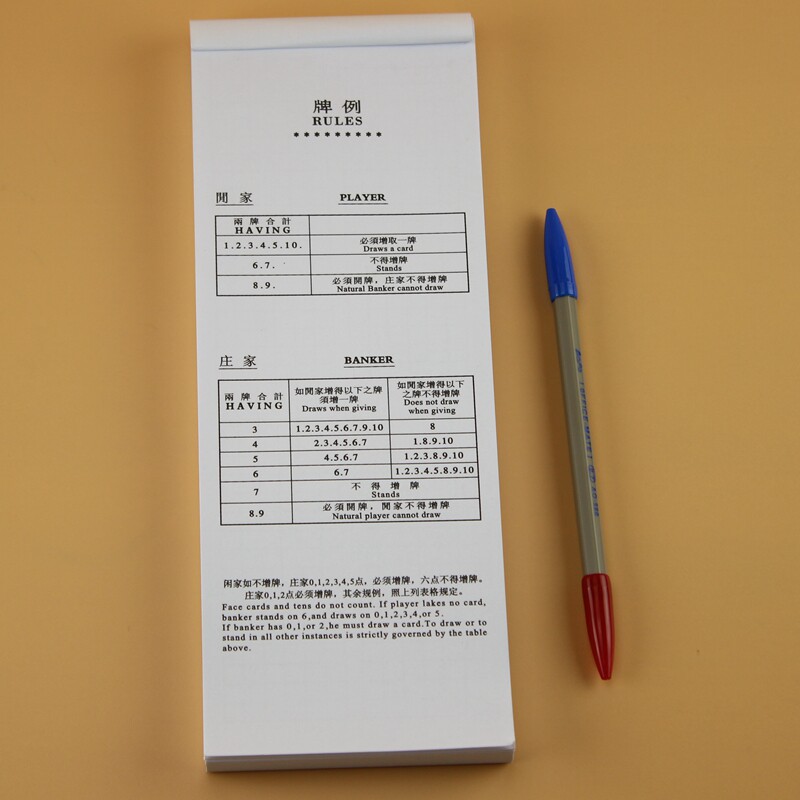 牌 例
RULES
*********
閒 家 PLAYER
兩 牌 合 計
HAVING
1.2.3.4.5.10. 必須增取一牌
Draws a card
6.7. 不得增牌
Stands
8.9. 必須開牌，庄家不得增牌
Natural Banker cannot draw
庄 家 BANKER
兩 牌 合 計
HAVING
如閒家增得以下之牌
須增一牌
Draws when giving
如閒家增得以下
之牌不得增牌
Does not draw
when giving
3 1.2.3.4.5.6.7.9.10 8
4 2.3.4.5.6.7 1.8.9.10
5 4.5.6.7 1.2.3.8.9.10
6 6.7 1.2.3.4.5.8.9.10
7 不 得 增 牌
Stands
8.9 必須開牌，閒家不得增牌
Natural player cannot draw
闲家如不增牌，庄家0,1,2,3,4,5点，必须增牌，六点不得增牌。
庄家0,1,2点必须增牌，其余规例，照上列表格规定。
Face cards and tens do not count. If player lakes no card,
banker stands on 6,and draws on 0,1,2,3,4, or 5.
If banker has 0,1,or 2,he must draw a card.To draw or to
stand in all other instances is strictly governed by the table
above.